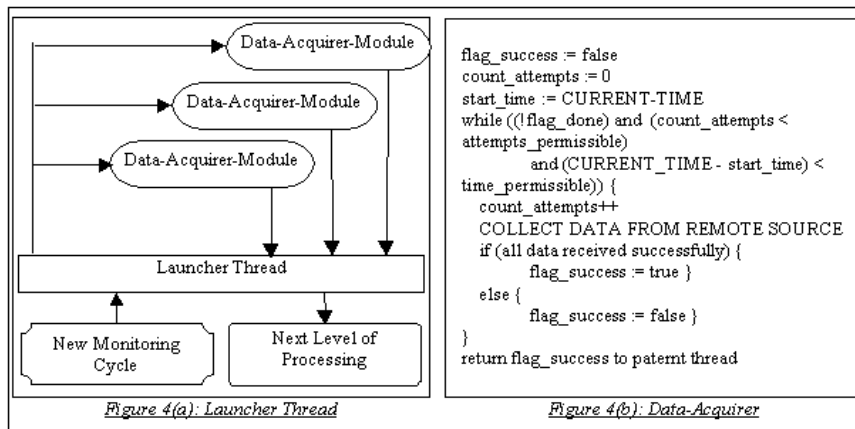 Data-Acquirer-Module
Data-Acquirer-Module
Data-Acquirer-Module
Launcher Thread
New Monitoring
Cycle
Next Level of
Processing
Figure 4(a): Launcher Thread
flag_success := false
count_attempts := 0
start_time := CURRENT-TIME
while ((!flag_done) and (count_attempts <
attempts_permissible)
and (CURRENT_TIME - start_time) <
time_permissible)) {
count_attempts++
COLLECT DATA FROM REMOTE SOURCE
if (all data received successfully) {
flag_success := true }
else {
flag_success := false }
}
return flag_success to paternt thread
Figure 4(b): Data-Acquirer